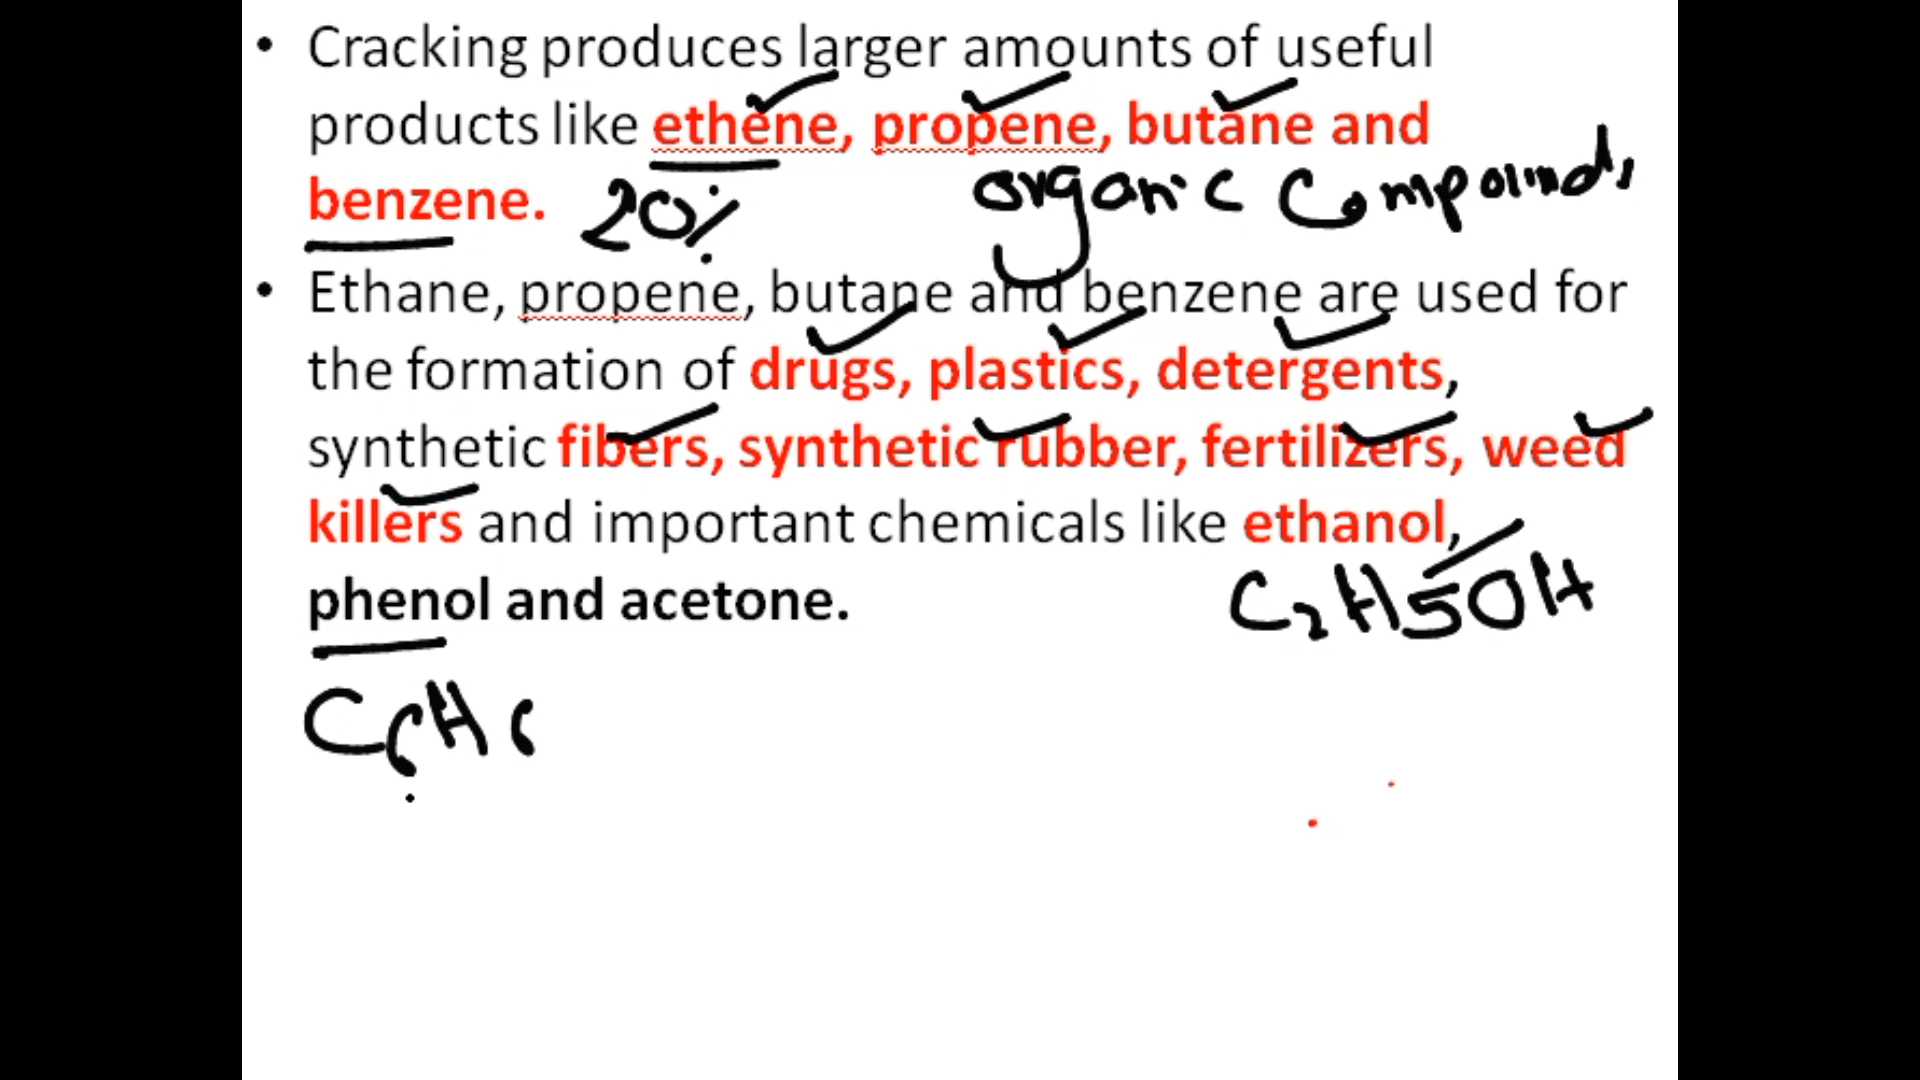 • Cracking produces larger amounts of useful
products like ethene, propene, butane and
benzene. 20% organic Compounds
• Ethane, propene, butane and benzene are used for
the formation of drugs, plastics, detergents,
synthetic fibers, synthetic rubber, fertilizers, weed
killers and important chemicals like ethanol,
phenol and acetone. C2H5OH
C6H6